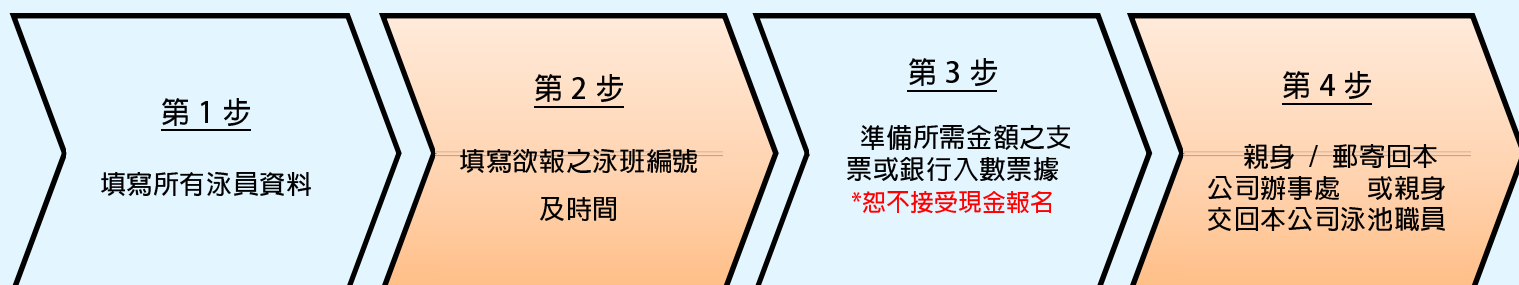 第 1 步
填寫所有泳員資料
第 2 步
填寫欲報之泳班編號
及時間
第 3 步
準備所需金額之支
票或銀行入數票據
*恕不接受現金報名
第 4 步
親身 / 郵寄回本
公司辦事處 或親身
交回本公司泳池職員